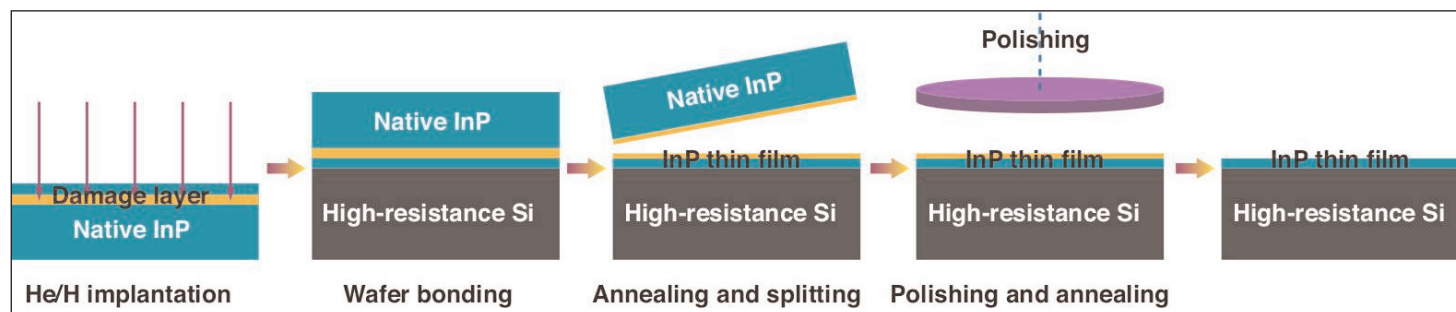 Damage layer
Native InP
He/H implantation
Native InP
High-resistance Si
Wafer bonding
Native InP
InP thin film
High-resistance Si
Annealing and splitting
Polishing
InP thin film
High-resistance Si
Polishing and annealing
InP thin film
High-resistance Si